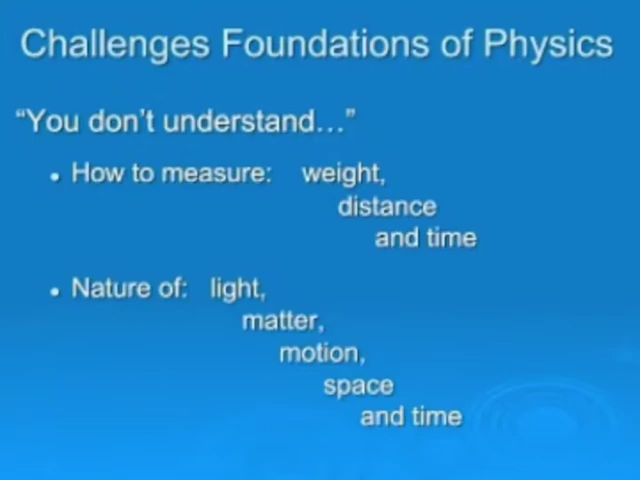 Challenges Foundations of Physics
“You don’t understand…”
• How to measure: weight,
distance
and time
• Nature of: light,
matter,
motion,
space
and time